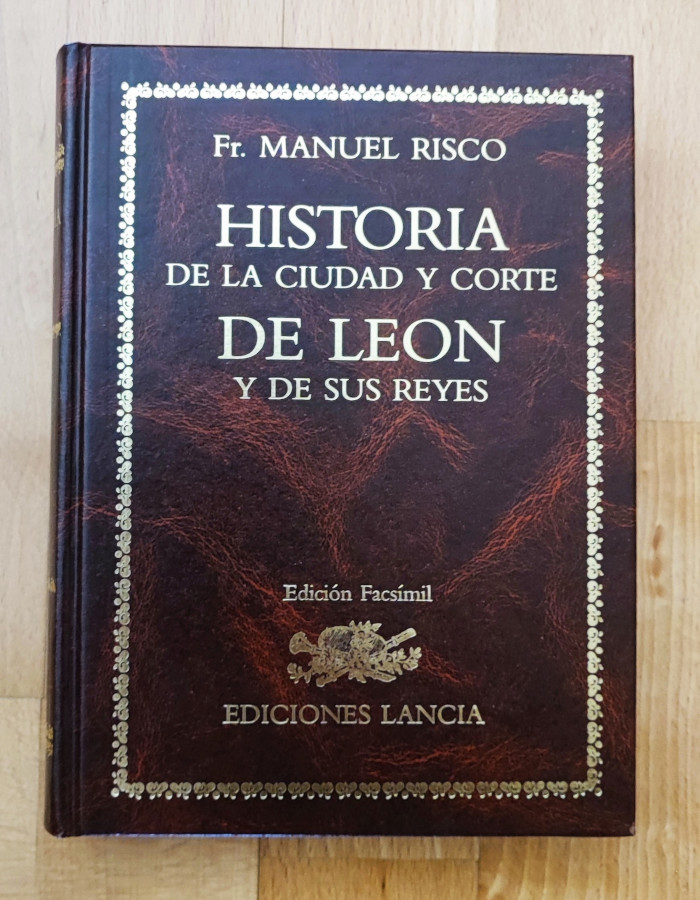 Fr. MANUEL RISCO
HISTORIA
DE LA CIUDAD Y CORTE
DE LEON
Y DE SUS REYES
Edición Facsímil
EDICIONES LANCIA